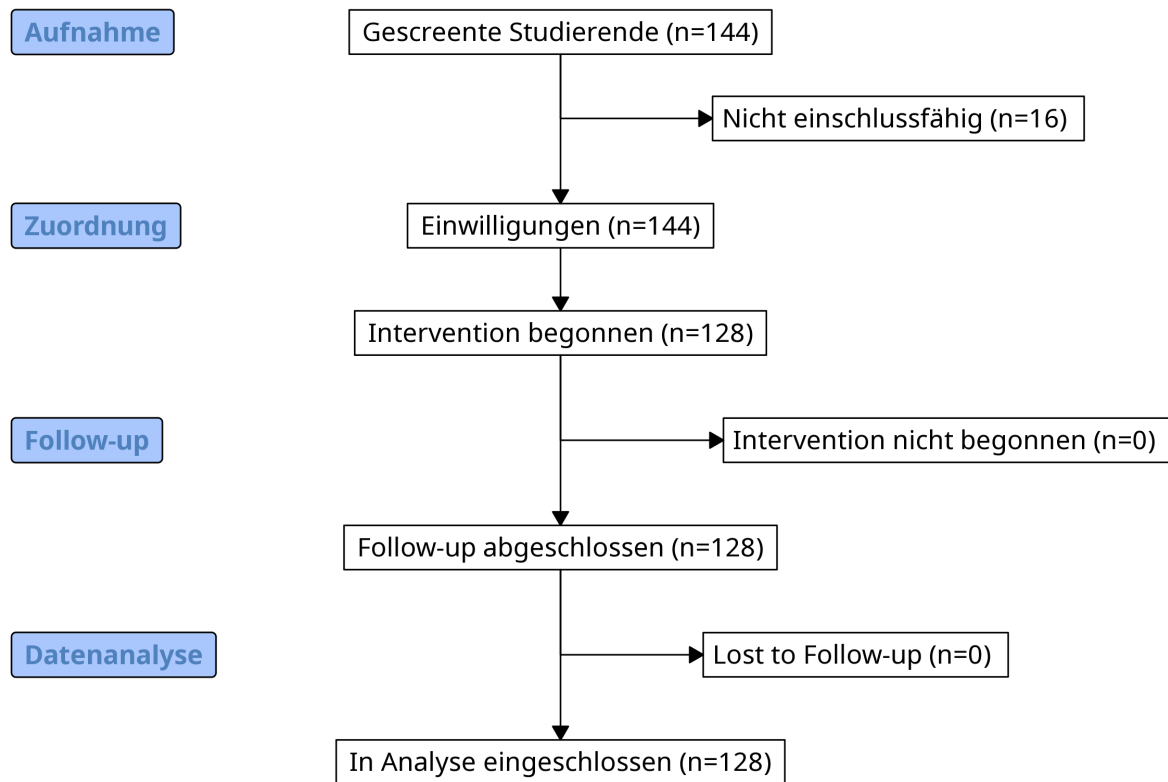 Aufnahme
Gescreente Studierende (n=144)
Nicht einschlussfähig (n=16)
Zuordnung
Einwilligungen (n=144)
Intervention begonnen (n=128)
Follow-up
Intervention nicht begonnen (n=0)
Follow-up abgeschlossen (n=128)
Datenanalyse
Lost to Follow-up (n=0)
In Analyse eingeschlossen (n=128)